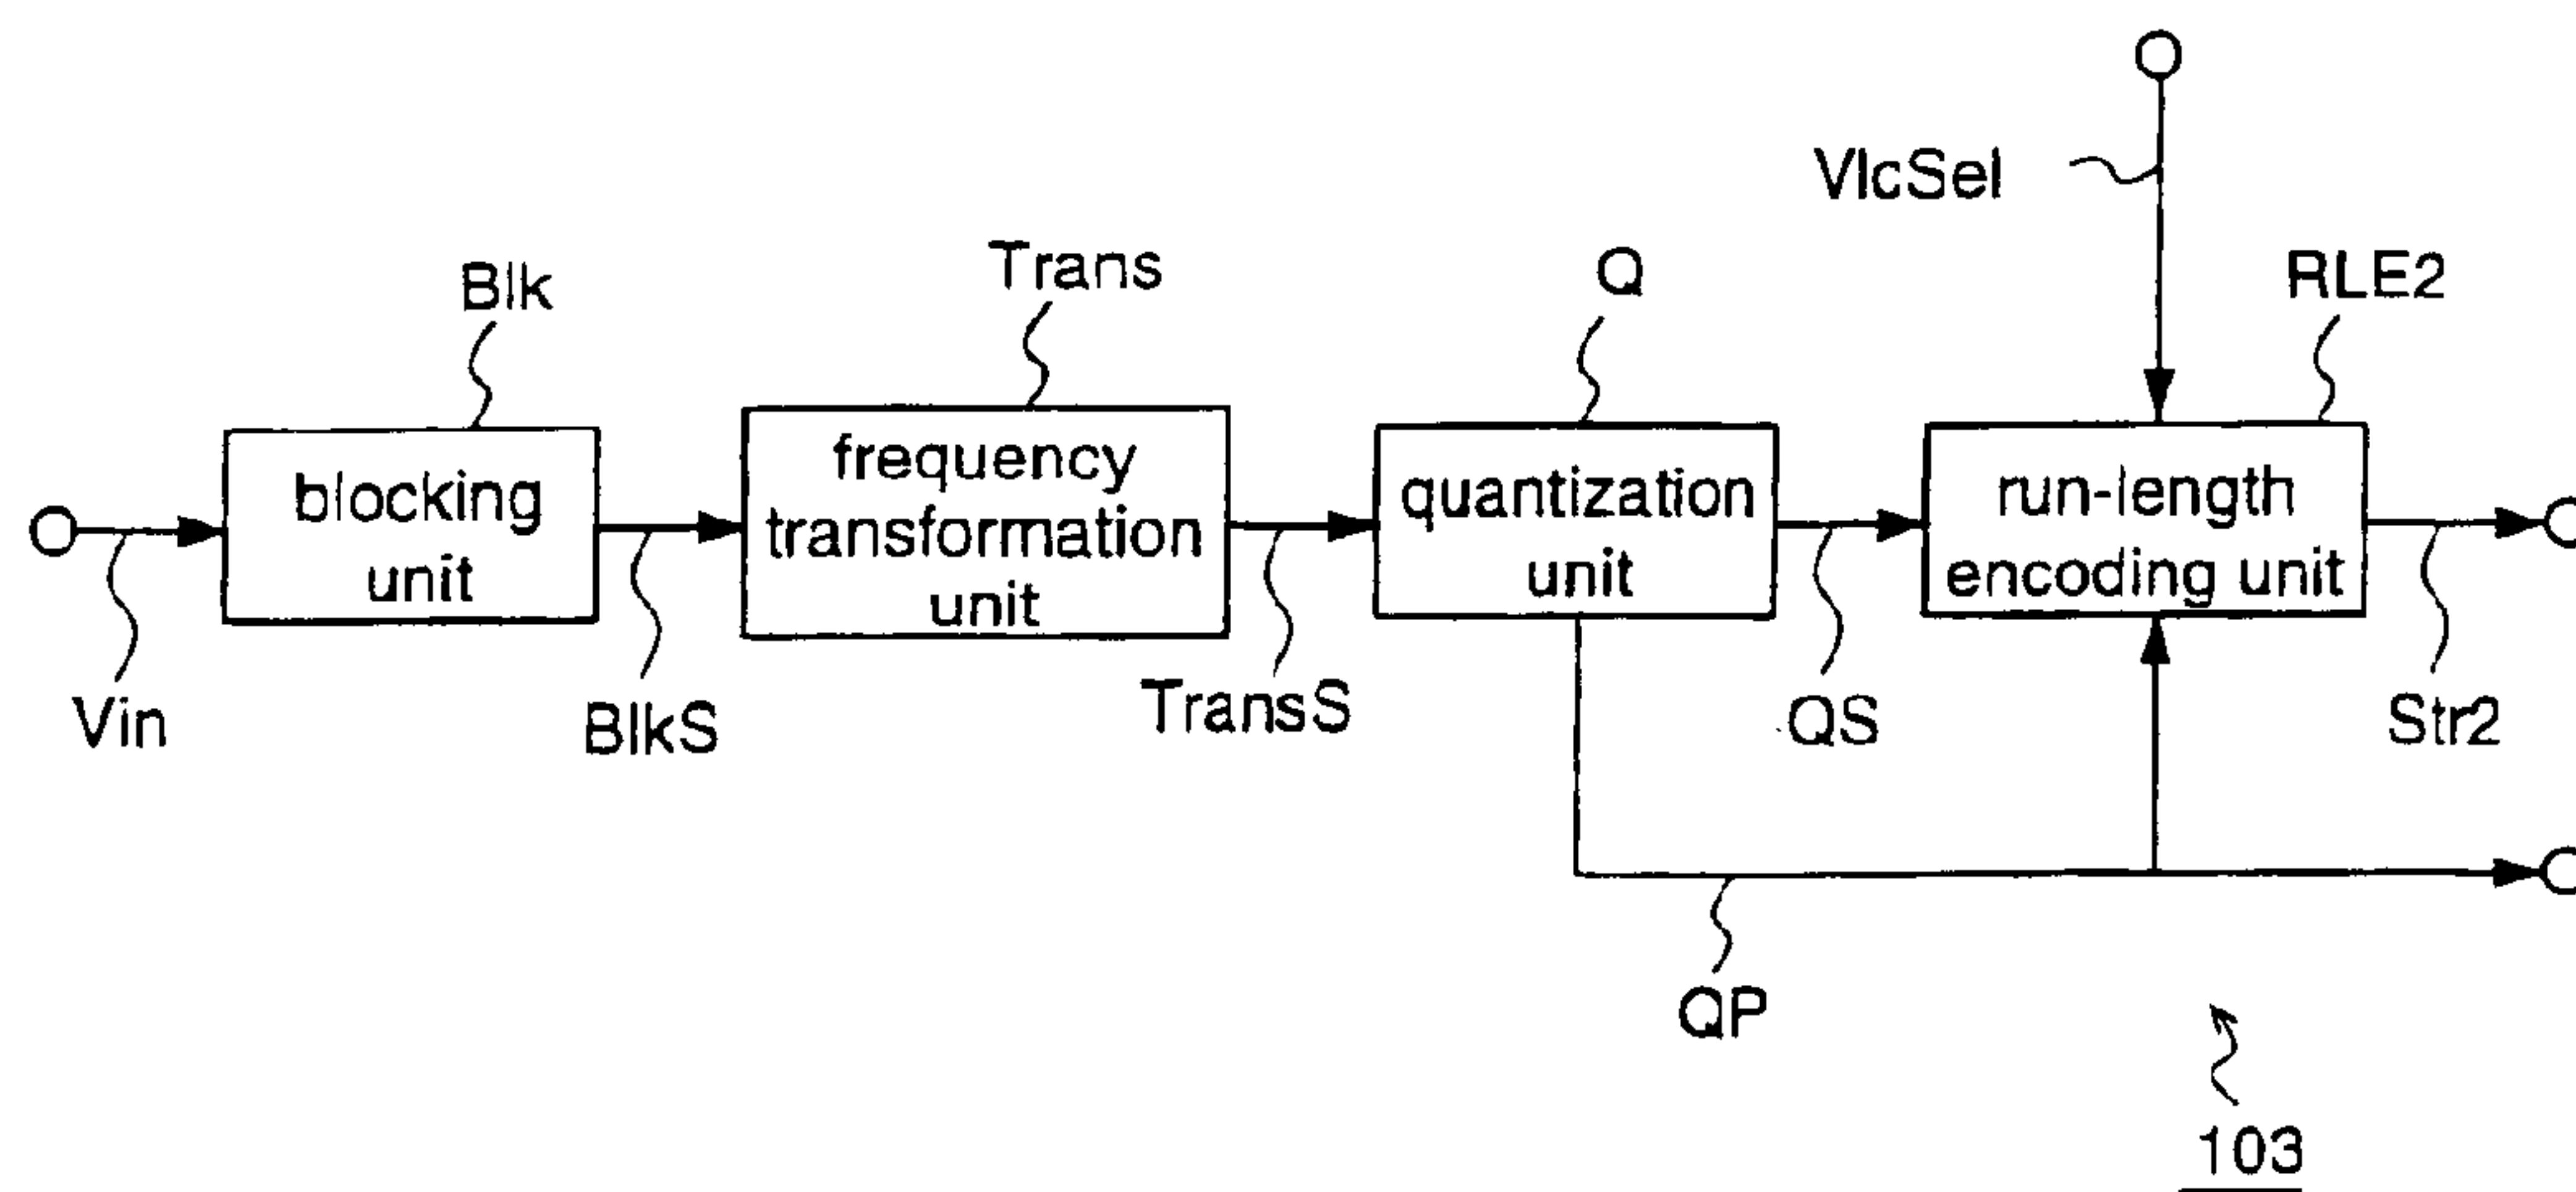 VlcSel
Blk
Trans
Q
RLE2
blocking
unit
frequency
transformation
unit
quantization
unit
run-length
encoding unit
Vin
BlkS
TransS
QS
Str2
QP
103